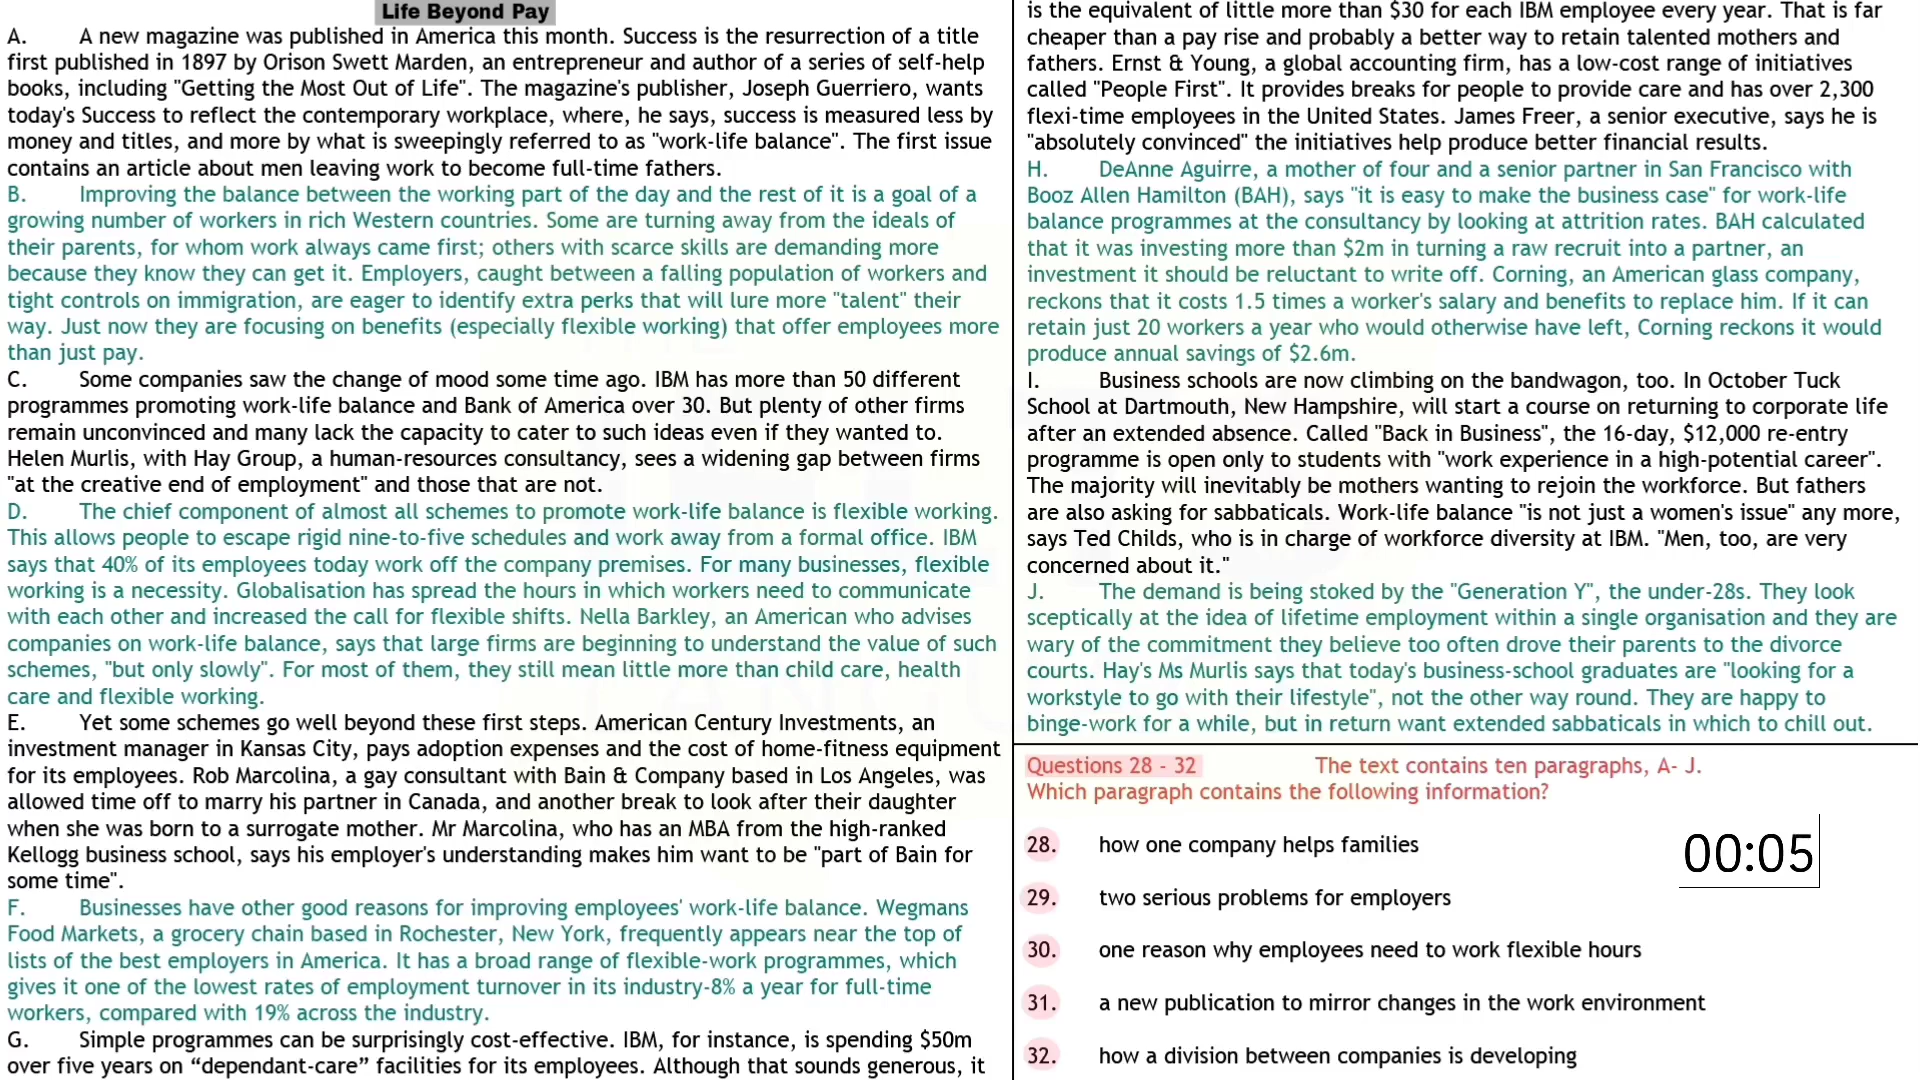 Life Beyond Pay
A. A new magazine was published in America this month. Success is the resurrection of a title
first published in 1897 by Orison Swett Marden, an entrepreneur and author of a series of self-help
books, including "Getting the Most Out of Life". The magazine's publisher, Joseph Guerriero, wants
today's Success to reflect the contemporary workplace, where, he says, success is measured less by
money and titles, and more by what is sweepingly referred to as "work-life balance". The first issue
contains an article about men leaving work to become full-time fathers.
B. Improving the balance between the working part of the day and the rest of it is a goal of a
growing number of workers in rich Western countries. Some are turning away from the ideals of
their parents, for whom work always came first; others with scarce skills are demanding more
because they know they can get it. Employers, caught between a falling population of workers and
tight controls on immigration, are eager to identify extra perks that will lure more "talent" their
way. Just now they are focusing on benefits (especially flexible working) that offer employees more
than just pay.
C. Some companies saw the change of mood some time ago. IBM has more than 50 different
programmes promoting work-life balance and Bank of America over 30. But plenty of other firms
remain unconvinced and many lack the capacity to cater to such ideas even if they wanted to.
Helen Murlis, with Hay Group, a human-resources consultancy, sees a widening gap between firms
"at the creative end of employment" and those that are not.
D. The chief component of almost all schemes to promote work-life balance is flexible working.
This allows people to escape rigid nine-to-five schedules and work away from a formal office. IBM
says that 40% of its employees today work off the company premises. For many businesses, flexible
working is a necessity. Globalisation has spread the hours in which workers need to communicate
with each other and increased the call for flexible shifts. Nella Barkley, an American who advises
companies on work-life balance, says that large firms are beginning to understand the value of such
schemes, "but only slowly". For most of them, they still mean little more than child care, health
care and flexible working.
E. Yet some schemes go well beyond these first steps. American Century Investments, an
investment manager in Kansas City, pays adoption expenses and the cost of home-fitness equipment
for its employees. Rob Marcolina, a gay consultant with Bain & Company based in Los Angeles, was
allowed time off to marry his partner in Canada, and another break to look after their daughter
when she was born to a surrogate mother. Mr Marcolina, who has an MBA from the high-ranked
Kellogg business school, says his employer's understanding makes him want to be "part of Bain for
some time".
F. Businesses have other good reasons for improving employees' work-life balance. Wegmans
Food Markets, a grocery chain based in Rochester, New York, frequently appears near the top of
lists of the best employers in America. It has a broad range of flexible-work programmes, which
gives it one of the lowest rates of employment turnover in its industry-8% a year for full-time
workers, compared with 19% across the industry.
G. Simple programmes can be surprisingly cost-effective. IBM, for instance, is spending $50m
over five years on “dependant-care” facilities for its employees. Although that sounds generous, it
is the equivalent of little more than $30 for each IBM employee every year. That is far
cheaper than a pay rise and probably a better way to retain talented mothers and
fathers. Ernst & Young, a global accounting firm, has a low-cost range of initiatives
called "People First". It provides breaks for people to provide care and has over 2,300
flexi-time employees in the United States. James Freer, a senior executive, says he is
"absolutely convinced" the initiatives help produce better financial results.
H. DeAnne Aguirre, a mother of four and a senior partner in San Francisco with
Booz Allen Hamilton (BAH), says "it is easy to make the business case" for work-life
balance programmes at the consultancy by looking at attrition rates. BAH calculated
that it was investing more than $2m in turning a raw recruit into a partner, an
investment it should be reluctant to write off. Corning, an American glass company,
reckons that it costs 1.5 times a worker's salary and benefits to replace him. If it can
retain just 20 workers a year who would otherwise have left, Corning reckons it would
produce annual savings of $2.6m.
I. Business schools are now climbing on the bandwagon, too. In October Tuck
School at Dartmouth, New Hampshire, will start a course on returning to corporate life
after an extended absence. Called "Back in Business", the 16-day, $12,000 re-entry
programme is open only to students with "work experience in a high-potential career".
The majority will inevitably be mothers wanting to rejoin the workforce. But fathers
are also asking for sabbaticals. Work-life balance "is not just a women's issue" any more,
says Ted Childs, who is in charge of workforce diversity at IBM. "Men, too, are very
concerned about it."
J. The demand is being stoked by the "Generation Y", the under-28s. They look
sceptically at the idea of lifetime employment within a single organisation and they are
wary of the commitment they believe too often drove their parents to the divorce
courts. Hay's Ms Murlis says that today's business-school graduates are "looking for a
workstyle to go with their lifestyle", not the other way round. They are happy to
binge-work for a while, but in return want extended sabbaticals in which to chill out.
Questions 28 - 32 The text contains ten paragraphs, A- J.
Which paragraph contains the following information?
28. how one company helps families
00:05
29. two serious problems for employers
30. one reason why employees need to work flexible hours
31. a new publication to mirror changes in the work environment
32. how a division between companies is developing